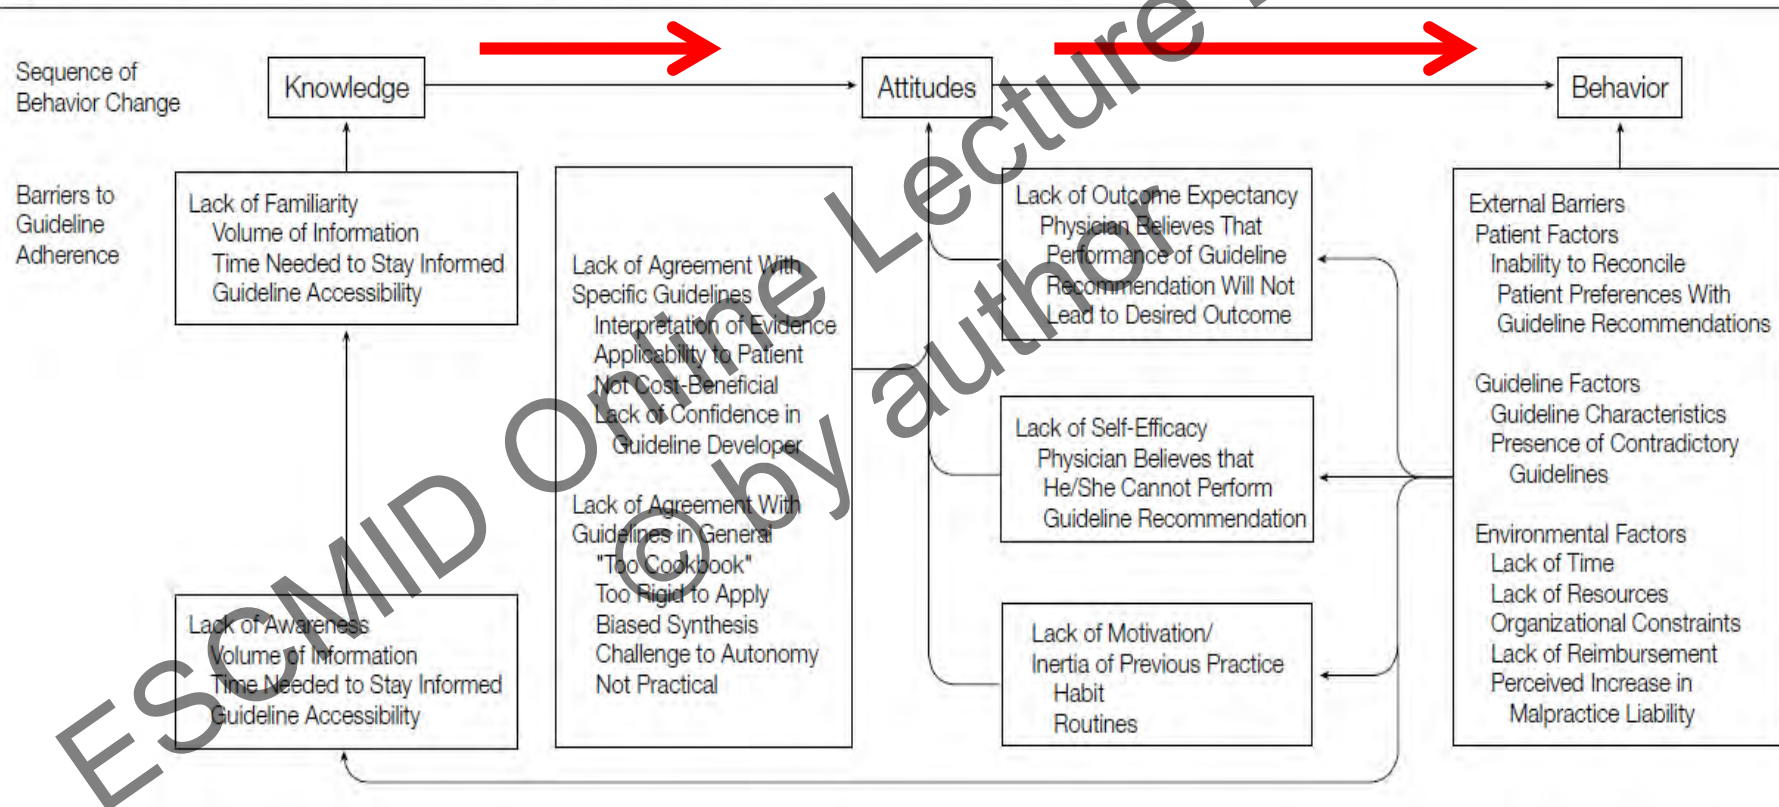 Sequence of
Behavior Change
Knowledge
Attitudes
Behavior
Barriers to
Guideline
Adherence
Lack of Familiarity
Volume of Information
Time Needed to Stay Informed
Guideline Accessibility
Lack of Awareness
Volume of Information
Time Needed to Stay Informed
Guideline Accessibility
Lack of Agreement With
Specific Guidelines
Interpretation of Evidence
Applicability to Patient
Not Cost-Beneficial
Lack of Confidence in
Guideline Developer
Lack of Agreement With
Guidelines in General
"Too Cookbook"
Too Rigid to Apply
Biased Synthesis
Challenge to Autonomy
Not Practical
Lack of Outcome Expectancy
Physician Believes That
Performance of Guideline
Recommendation Will Not
Lead to Desired Outcome
Lack of Self-Efficacy
Physician Believes that
He/She Cannot Perform
Guideline Recommendation
Lack of Motivation/
Inertia of Previous Practice
Habit
Routines
External Barriers
Patient Factors
Inability to Reconcile
Patient Preferences With
Guideline Recommendations
Guideline Factors
Guideline Characteristics
Presence of Contradictory
Guidelines
Environmental Factors
Lack of Time
Lack of Resources
Organizational Constraints
Lack of Reimbursement
Perceived Increase in
Malpractice Liability
ESCMID Online Lecture
© by author